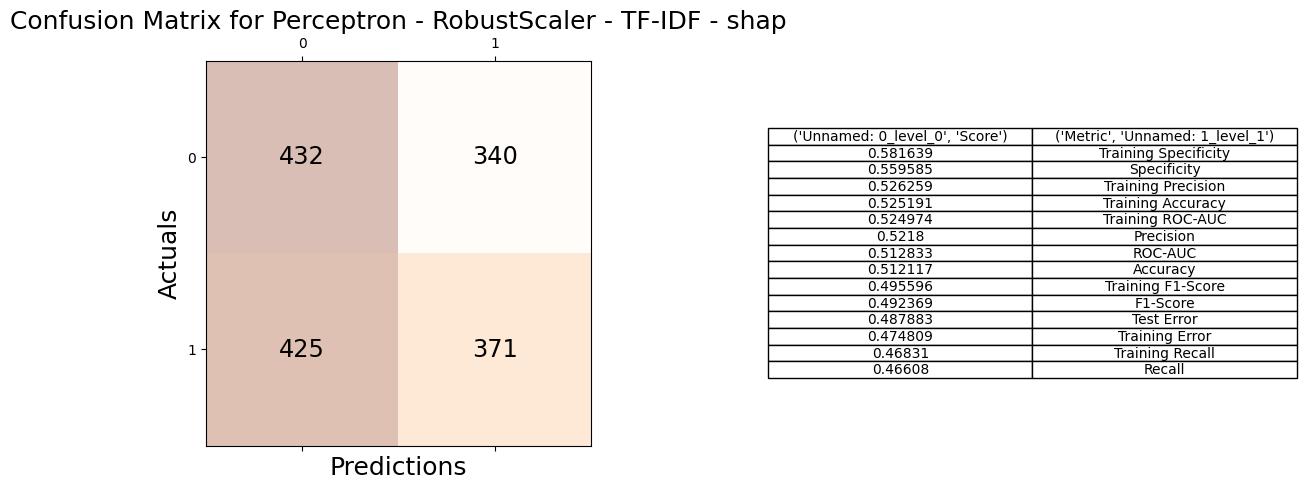 Confusion Matrix for Perceptron - RobustScaler - TF-IDF - shap
0 1
0 432 340
1 425 371
Actuals
Predictions
('Unnamed: 0_level_0', 'Score') ('Metric', 'Unnamed: 1_level_1')
0.581639 Training Specificity
0.559585 Specificity
0.526259 Training Precision
0.525191 Training Accuracy
0.524974 Training ROC-AUC
0.5218 Precision
0.512833 ROC-AUC
0.512117 Accuracy
0.495596 Training F1-Score
0.492369 F1-Score
0.487883 Test Error
0.474809 Training Error
0.46831 Training Recall
0.46608 Recall